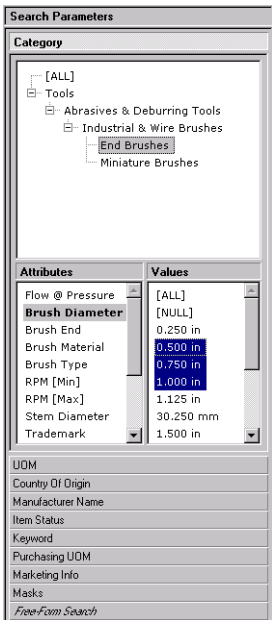 Search Parameters
Category
[ALL]
Tools
Abrasives & Deburring Tools
Industrial & Wire Brushes
End Brushes
Miniature Brushes
Attributes
Flow @ Pressure
Brush Diameter
Brush End
Brush Material
Brush Type
RPM [Min]
RPM [Max]
Stem Diameter
Trademark
Values
[ALL]
[NULL]
0.250 in
0.500 in
0.750 in
1.000 in
1.125 in
30.250 mm
1.500 in
UOM
Country Of Origin
Manufacturer Name
Item Status
Keyword
Purchasing UOM
Marketing Info
Masks
Free-Form Search